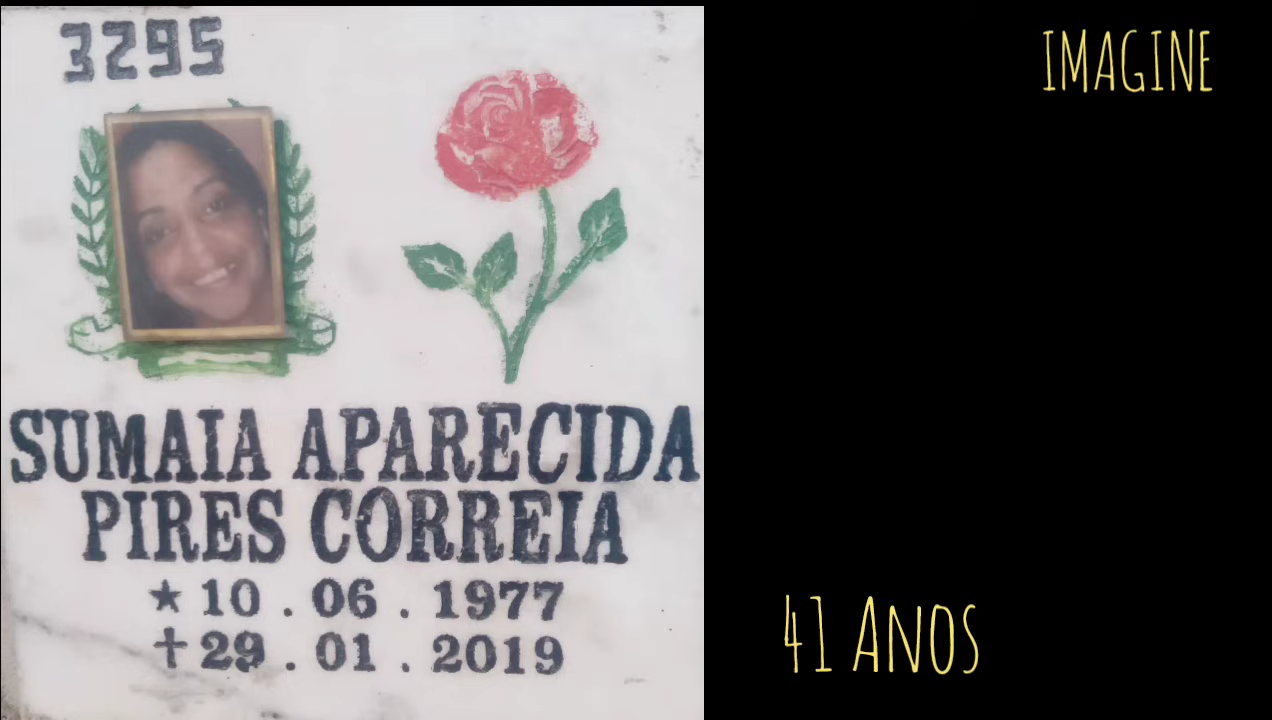 3295
SUMAIA APARECIDA
PIRES CORREIA
★ 10 . 06 . 1977
✝ 29 . 01 . 2019
IMAGINE
41 ANOS